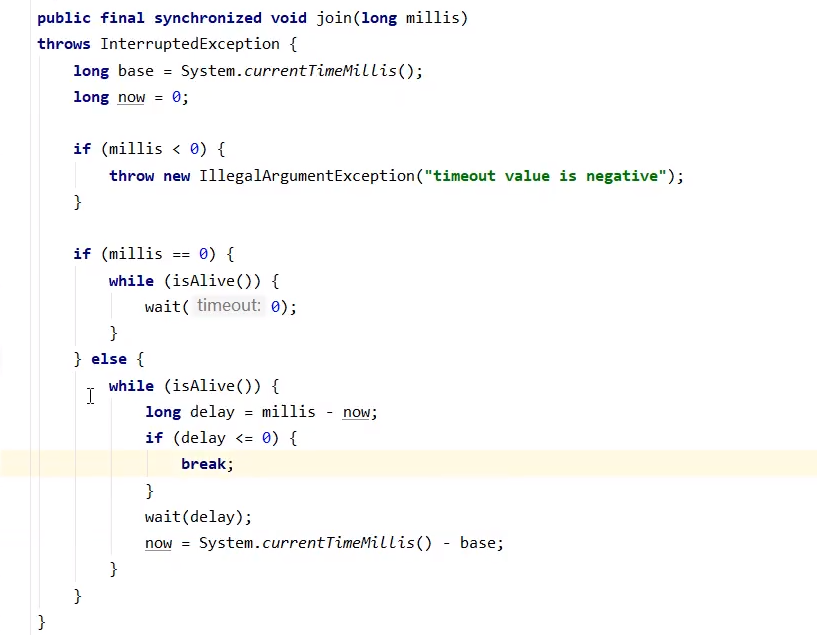 public final synchronized void join(long millis)
throws InterruptedException {
    long base = System.currentTimeMillis();
    long now = 0;

    if (millis < 0) {
        throw new IllegalArgumentException("timeout value is negative");
    }

    if (millis == 0) {
        while (isAlive()) {
            wait( timeout: 0);
        }
    } else {
        while (isAlive()) {
            long delay = millis - now;
            if (delay <= 0) {
                break;
            }
            wait(delay);
            now = System.currentTimeMillis() - base;
        }
    }
}